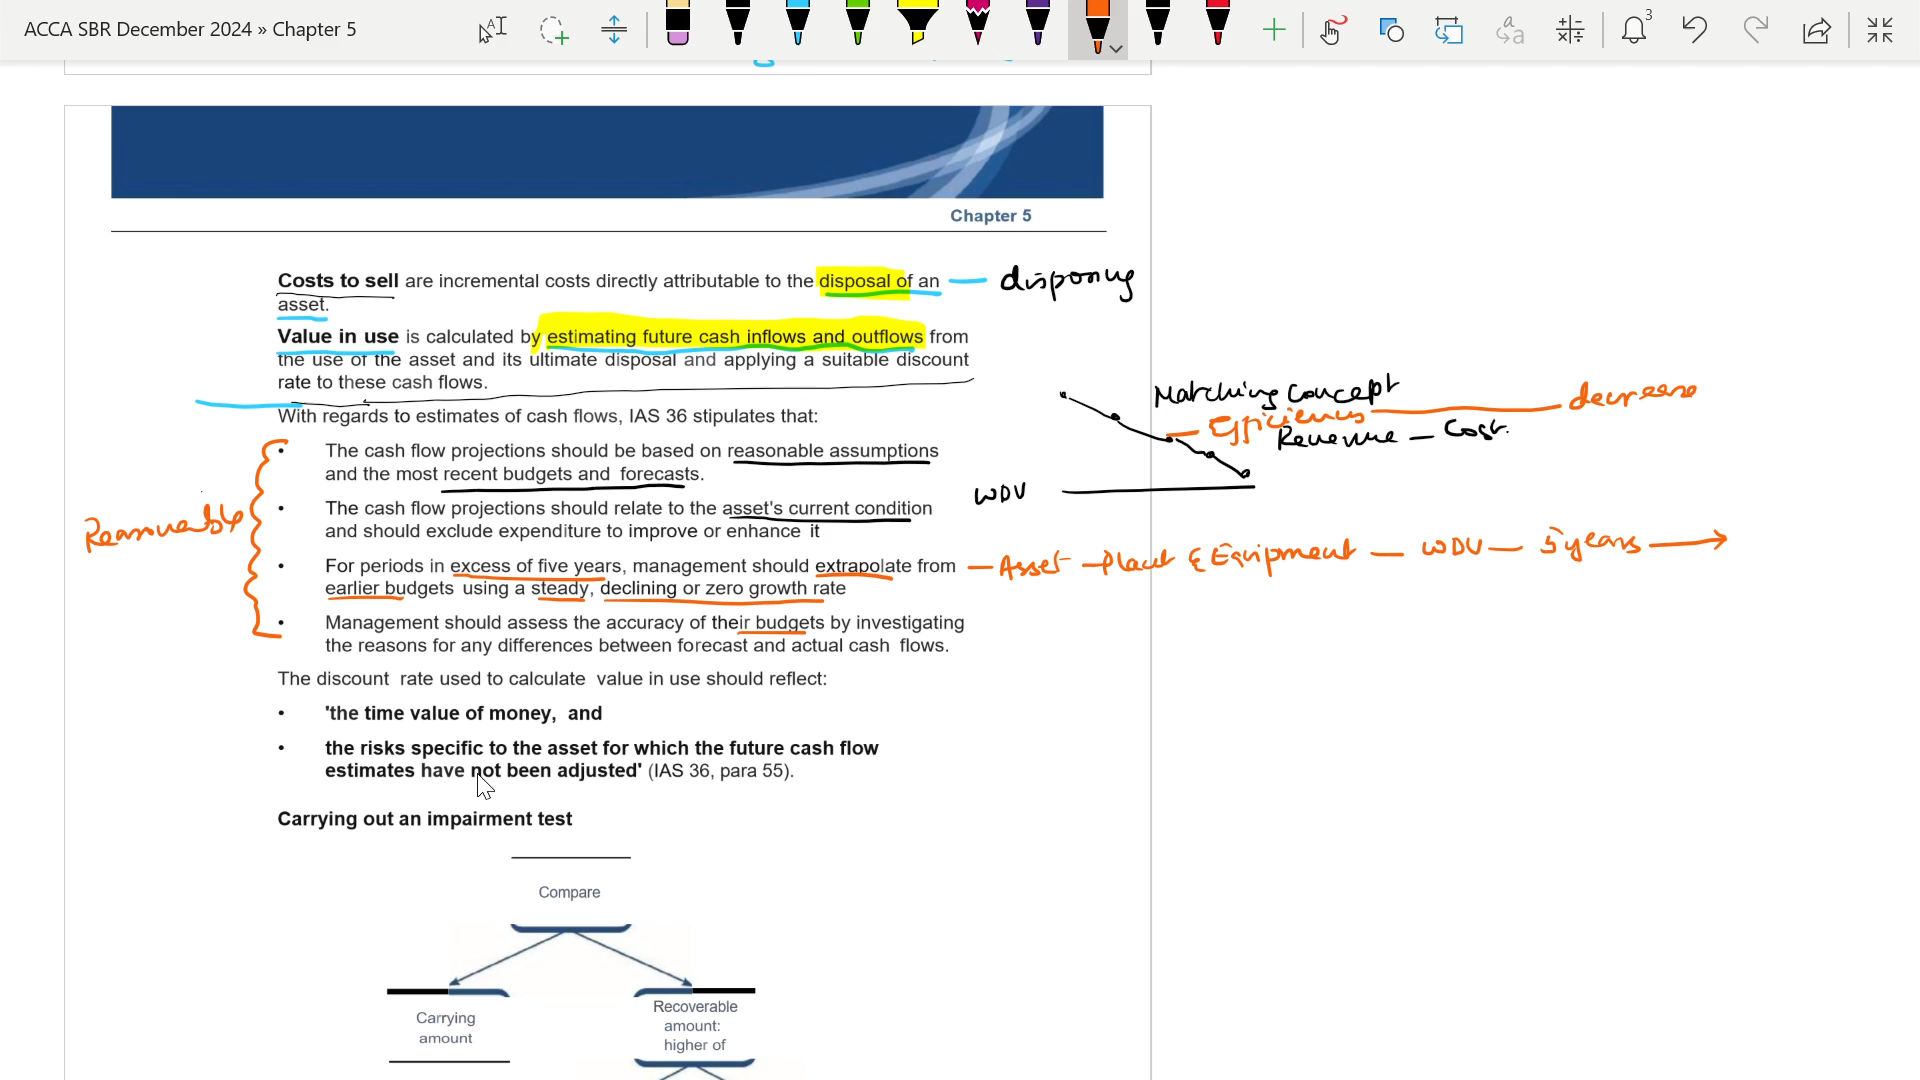 ACCA SBR December 2024 » Chapter 5
3
Chapter 5
Costs to sell are incremental costs directly attributable to the disposal of an
asset.
disposing
Value in use is calculated by estimating future cash inflows and outflows from
the use of the asset and its ultimate disposal and applying a suitable discount
rate to these cash flows.
Matching Concept
Efficiency decrease
Revenue - Cost.
WDV
With regards to estimates of cash flows, IAS 36 stipulates that:
Reasonable
• The cash flow projections should be based on reasonable assumptions
and the most recent budgets and forecasts.
• The cash flow projections should relate to the asset's current condition
and should exclude expenditure to improve or enhance it
• For periods in excess of five years, management should extrapolate from
earlier budgets using a steady, declining or zero growth rate
- Asset - Plant & Equipment - WDV - 5 years
• Management should assess the accuracy of their budgets by investigating
the reasons for any differences between forecast and actual cash flows.
The discount rate used to calculate value in use should reflect:
• 'the time value of money, and
• the risks specific to the asset for which the future cash flow
estimates have not been adjusted' (IAS 36, para 55).
Carrying out an impairment test
Compare
Carrying
amount
Recoverable
amount:
higher of